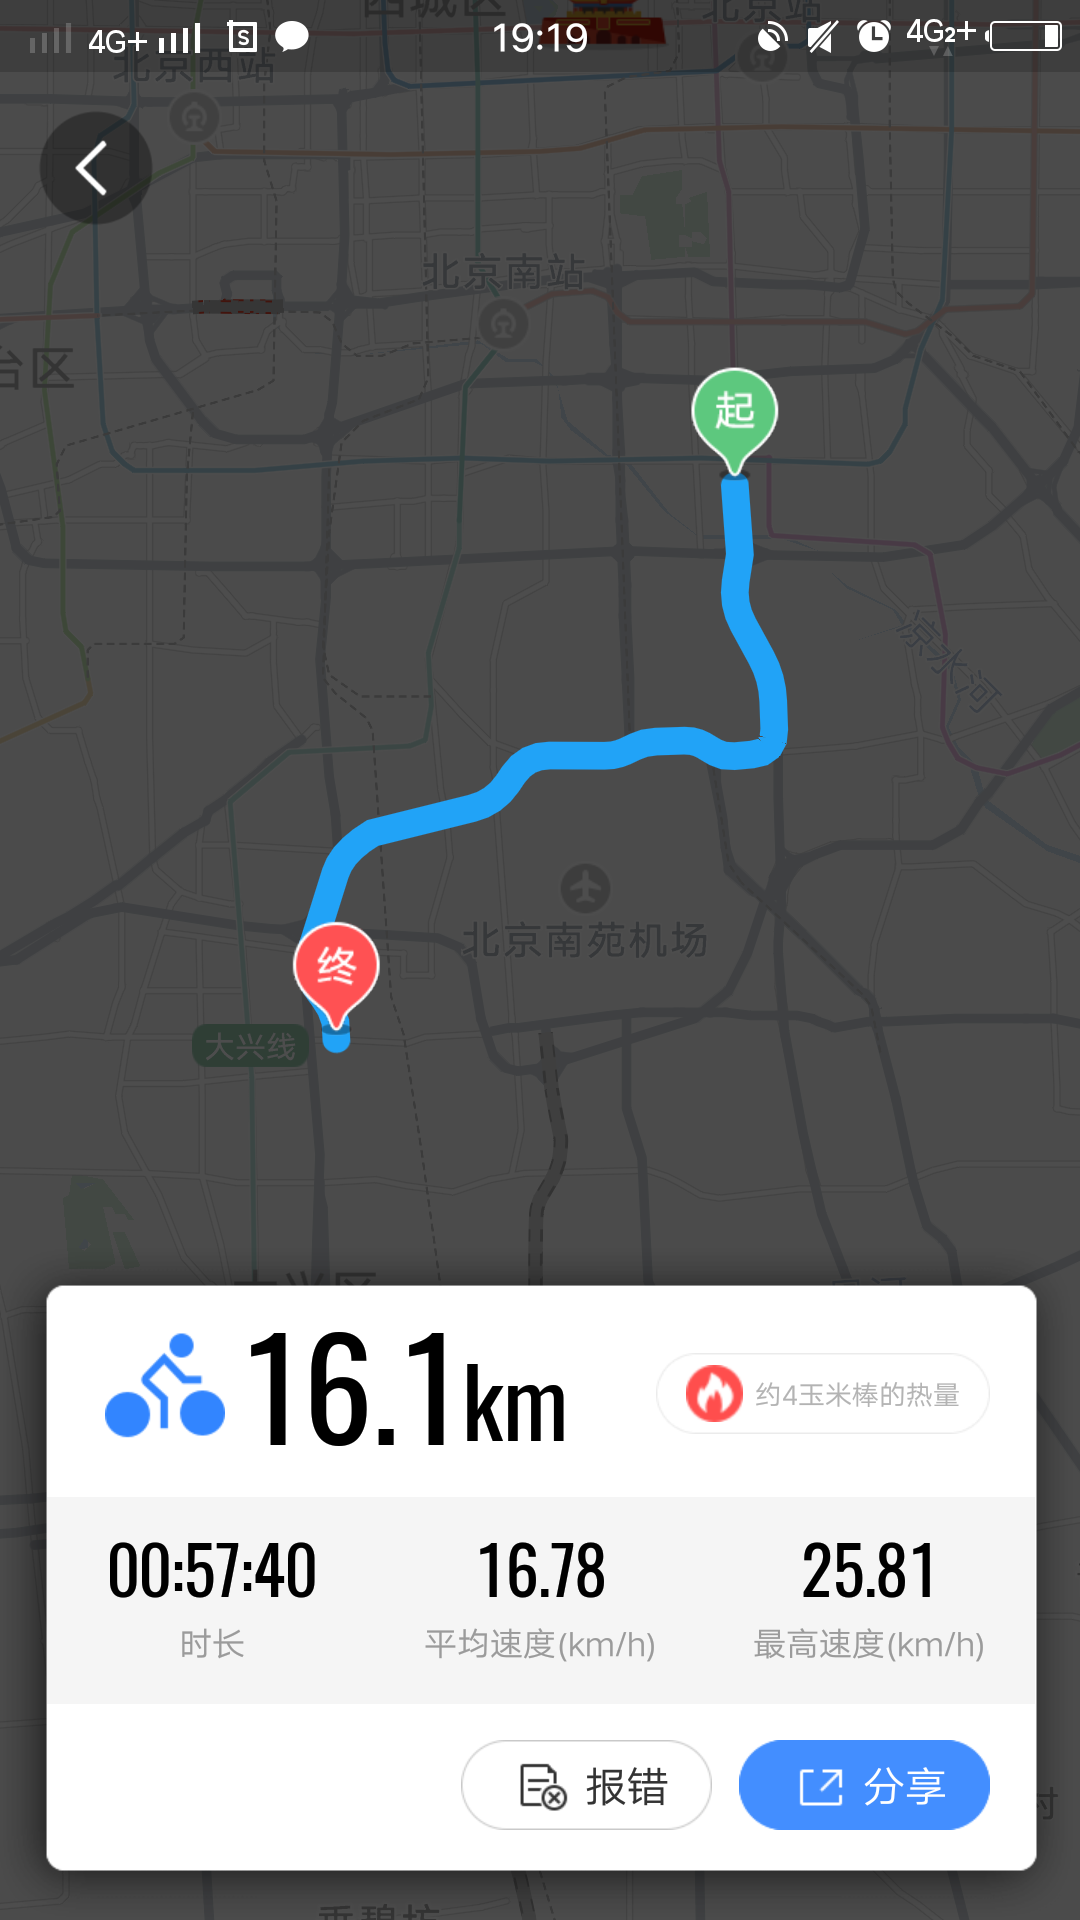 4G+ 19:19 4G2+
北京西站
北京南站
台区
起
凉水河
北京南苑机场
终
大兴线
大兴区
16.1km
约4玉米棒的热量
00:57:40 16.78 25.81
时长 平均速度(km/h) 最高速度(km/h)
报错 分享